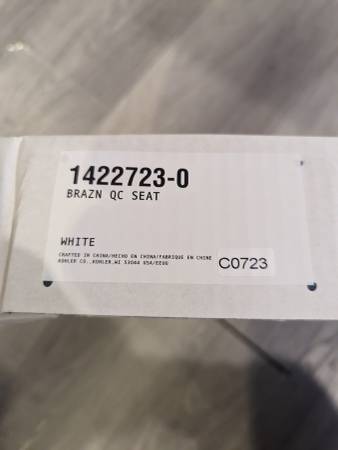 1422723-0
BRAZN QC SEAT
WHITE
CRAFTED IN CHINA/HECHO EN CHINA/FABRIQUE EN CHINE
KOHLER CO.,KOHLER,WI 53044 USA/EEUU
C0723